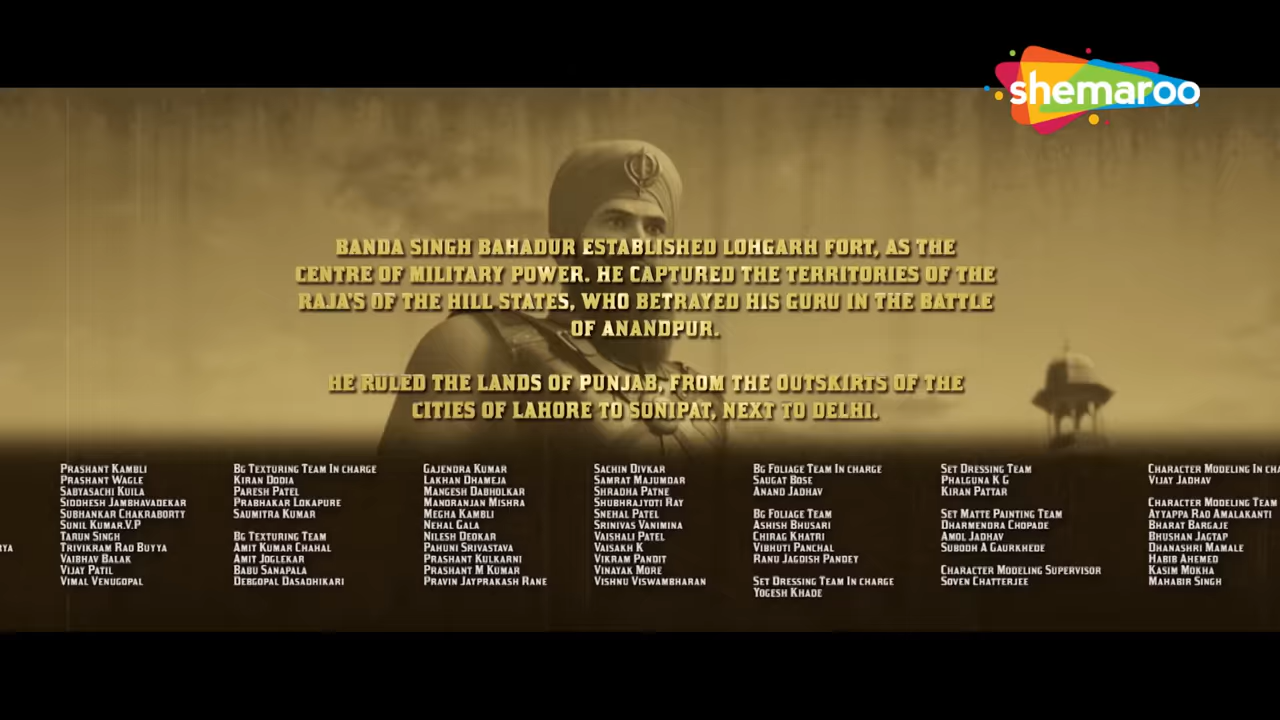 shemaroo
BANDA SINGH BAHADUR ESTABLISHED LOHGARH FORT, AS THE
CENTRE OF MILITARY POWER. HE CAPTURED THE TERRITORIES OF THE
RAJA'S OF THE HILL STATES, WHO BETRAYED HIS GURU IN THE BATTLE
OF ANANDPUR.
HE RULED THE LANDS OF PUNJAB, FROM THE OUTSKIRTS OF THE
CITIES OF LAHORE TO SONIPAT, NEXT TO DELHI.
PRASHANT KAMBLI
PRASHANT WAGLE
SABYASACHI KUILA
SIDDHESH JAMBHAVADEKAR
SUBHANKAR CHAKRABORTT
SUNIL KUMAR.V.P
TARUN SINGH
TRIVIKRAM RAO BUYYA
VAIBHAV BALAK
VIJAY PATIL
VIMAL VENUGOPAL
BG TEXTURING TEAM IN CHARGE
KIRAN DODIA
PARESH PATEL
PRABHAKAR LOKAPURE
SAUMITRA KUMAR
BG TEXTURING TEAM
AMIT KUMAR CHAHAL
AMIT JOGLEKAR
BABU SANAPALA
DEBGOPAL DASADHIKARI
GAJENDRA KUMAR
LAKHAN DHAMEJA
MANGESH DABHOLKAR
MANORANJAN MISHRA
MEGHA KAMBLI
NEHAL GALA
NILESH DEOKAR
PAHUNI SRIVASTAVA
PRASHANT KULKARNI
PRASHANT M KUMAR
PRAVIN JAYPRAKASH RANE
SACHIN DIVKAR
SAMRAT MAJUMDAR
SHRADHA PATNE
SHUBHRAJYOTI RAY
SNEHAL PATEL
SRINIVAS VANIMINA
VAISHALI PATEL
VAISAKH K
VIKRAM PANDIT
VINAYAK MORE
VISHNU VISWAMBHARAN
BG FOLIAGE TEAM IN CHARGE
SAUGAT BOSE
ANAND JADHAV
BG FOLIAGE TEAM
ASHISH BHUSARI
CHIRAG KHATRI
VIBHUTI PANCHAL
RANU JAGDISH PANDEY
SET DRESSING TEAM IN CHARGE
YOGESH KHADE
SET DRESSING TEAM
PHALGUNA K G
KIRAN PATTAR
SET MATTE PAINTING TEAM
DHARMENDRA CHOPADE
AMOL JADHAV
SUBODH A GAURKHEDE
CHARACTER MODELING SUPERVISOR
SOVEN CHATTERJEE
CHARACTER MODELING IN CHA
VIJAY JADHAV
CHARACTER MODELING TEAM
AYYAPPA RAO AMALAKANTI
BHARAT BARGAJE
BHUSHAN JAGTAP
DHANASHRI MAMALE
HABIB AHEMED
KASIM MOKHA
MAHABIR SINGH